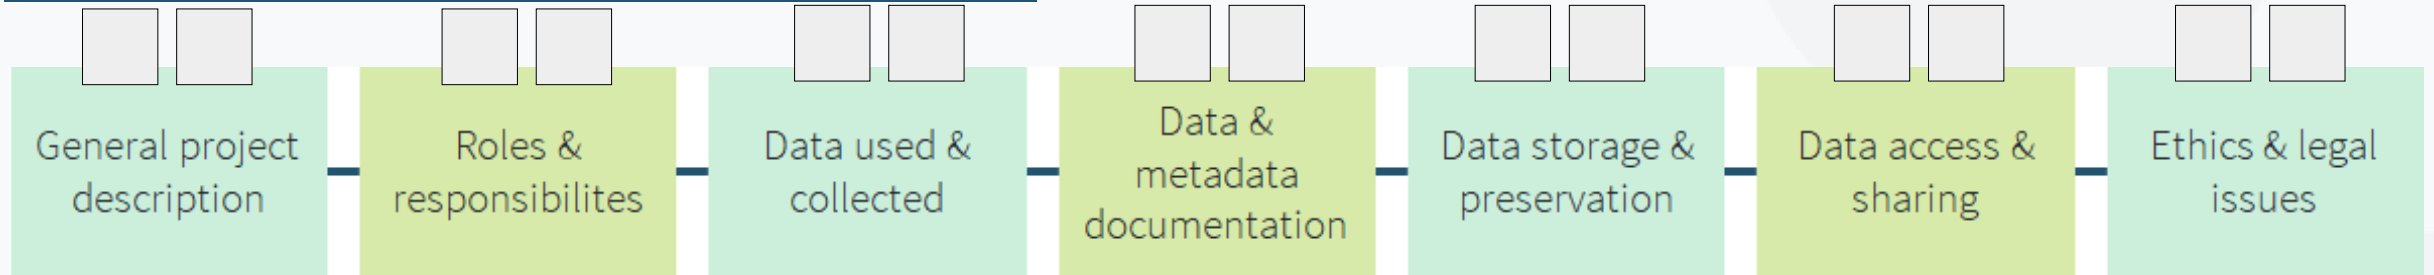 General project
description
Roles &
responsibilites
Data used &
collected
Data &
metadata
documentation
Data storage &
preservation
Data access &
sharing
Ethics & legal
issues